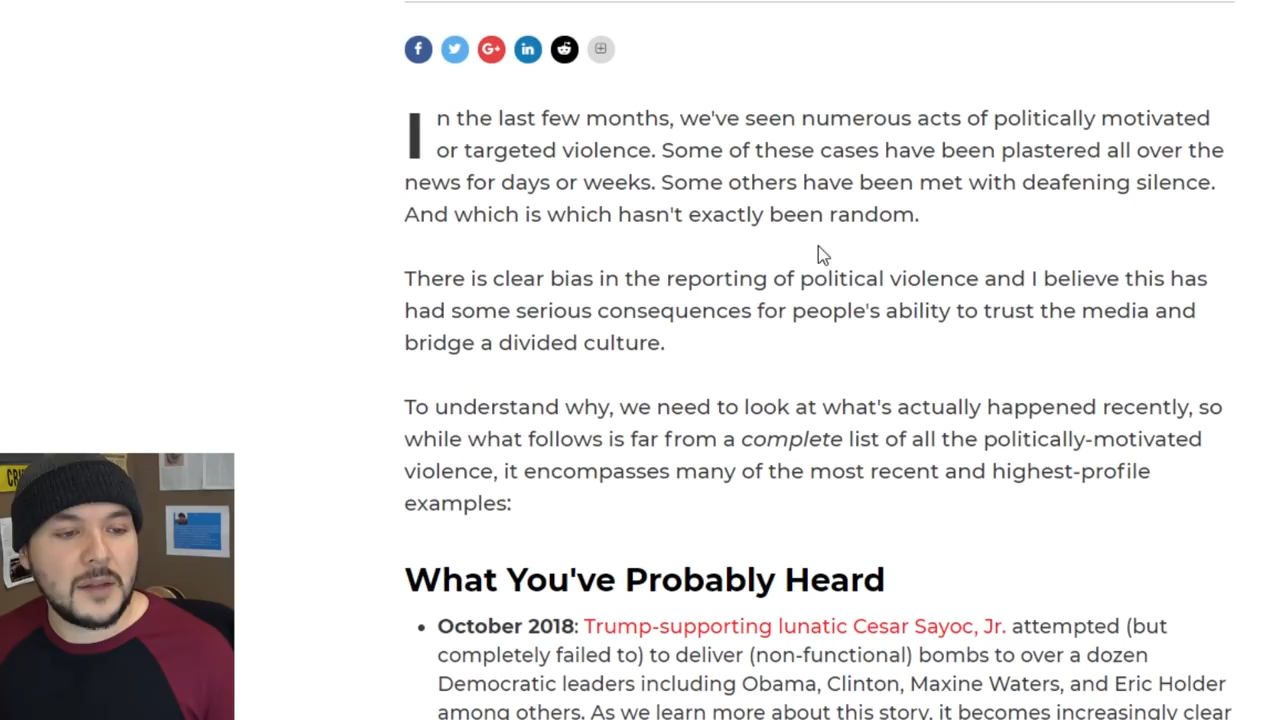 In the last few months, we've seen numerous acts of politically motivated
or targeted violence. Some of these cases have been plastered all over the
news for days or weeks. Some others have been met with deafening silence.
And which is which hasn't exactly been random.
There is clear bias in the reporting of political violence and I believe this has
had some serious consequences for people's ability to trust the media and
bridge a divided culture.
To understand why, we need to look at what's actually happened recently, so
while what follows is far from a complete list of all the politically-motivated
violence, it encompasses many of the most recent and highest-profile
examples:
What You've Probably Heard
• October 2018: Trump-supporting lunatic Cesar Sayoc, Jr. attempted (but
completely failed to) to deliver (non-functional) bombs to over a dozen
Democratic leaders including Obama, Clinton, Maxine Waters, and Eric Holder
among others. As we learn more about this story, it becomes increasingly clear